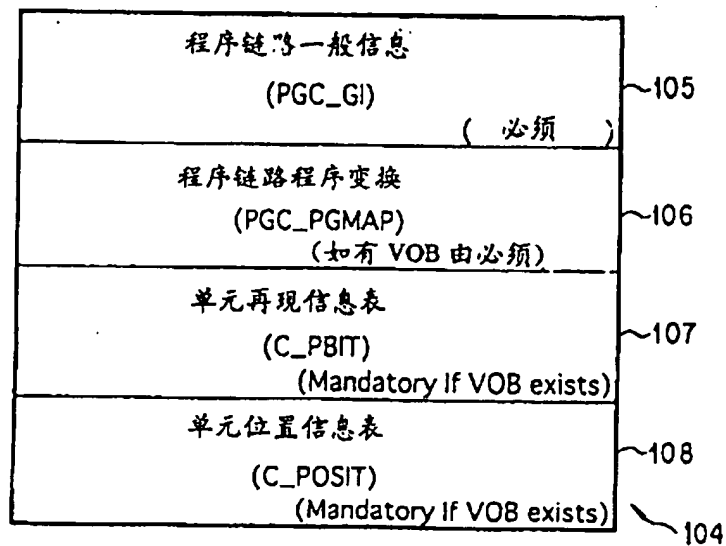 程序链路一般信息
(PGC_GI)
105
( 必须 )
程序链路程序变换
(PGC_PGMAP)
106
(如有 VOB 由必须)
单元再现信息表
(C_PBIT)
107
(Mandatory If VOB exists)
单元位置信息表
(C_POSIT)
108
(Mandatory If VOB exists)
104